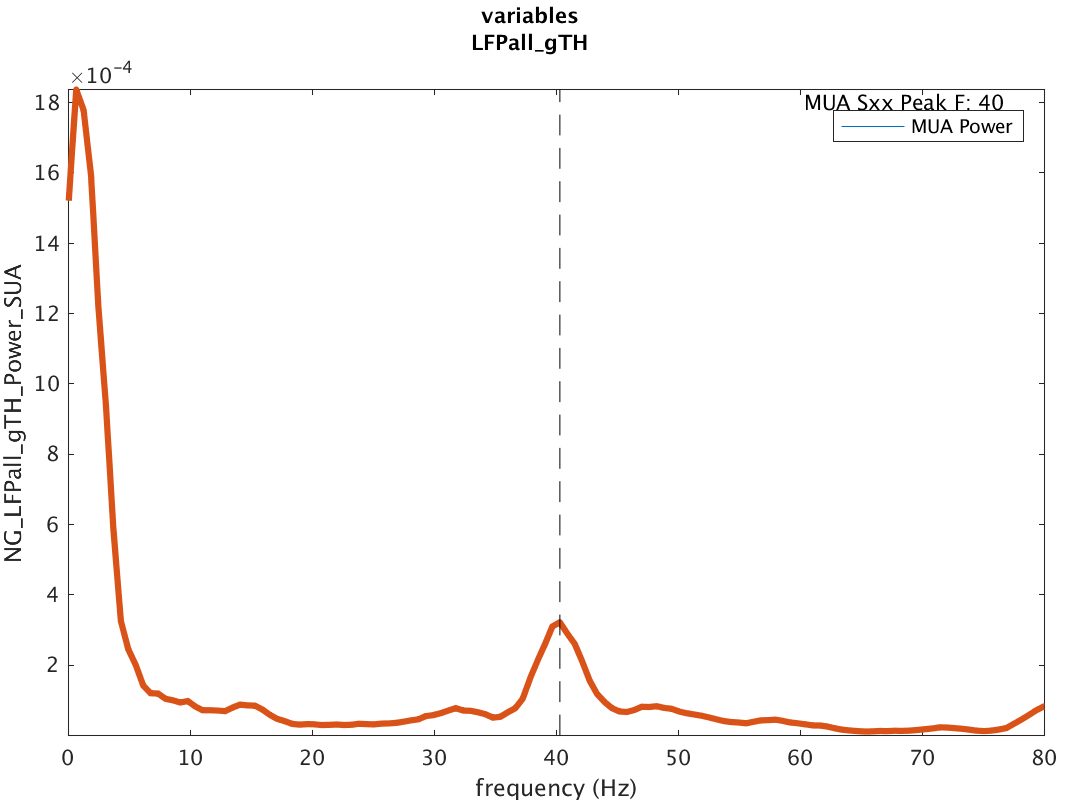 variables
LFPall_gTH
×10⁻⁴
MUA Sxx Peak F: 40
MUA Power
18
16
14
12
10
8
6
4
2
NG_LFPall_gTH_Power_SUA
0 10 20 30 40 50 60 70 80
frequency (Hz)